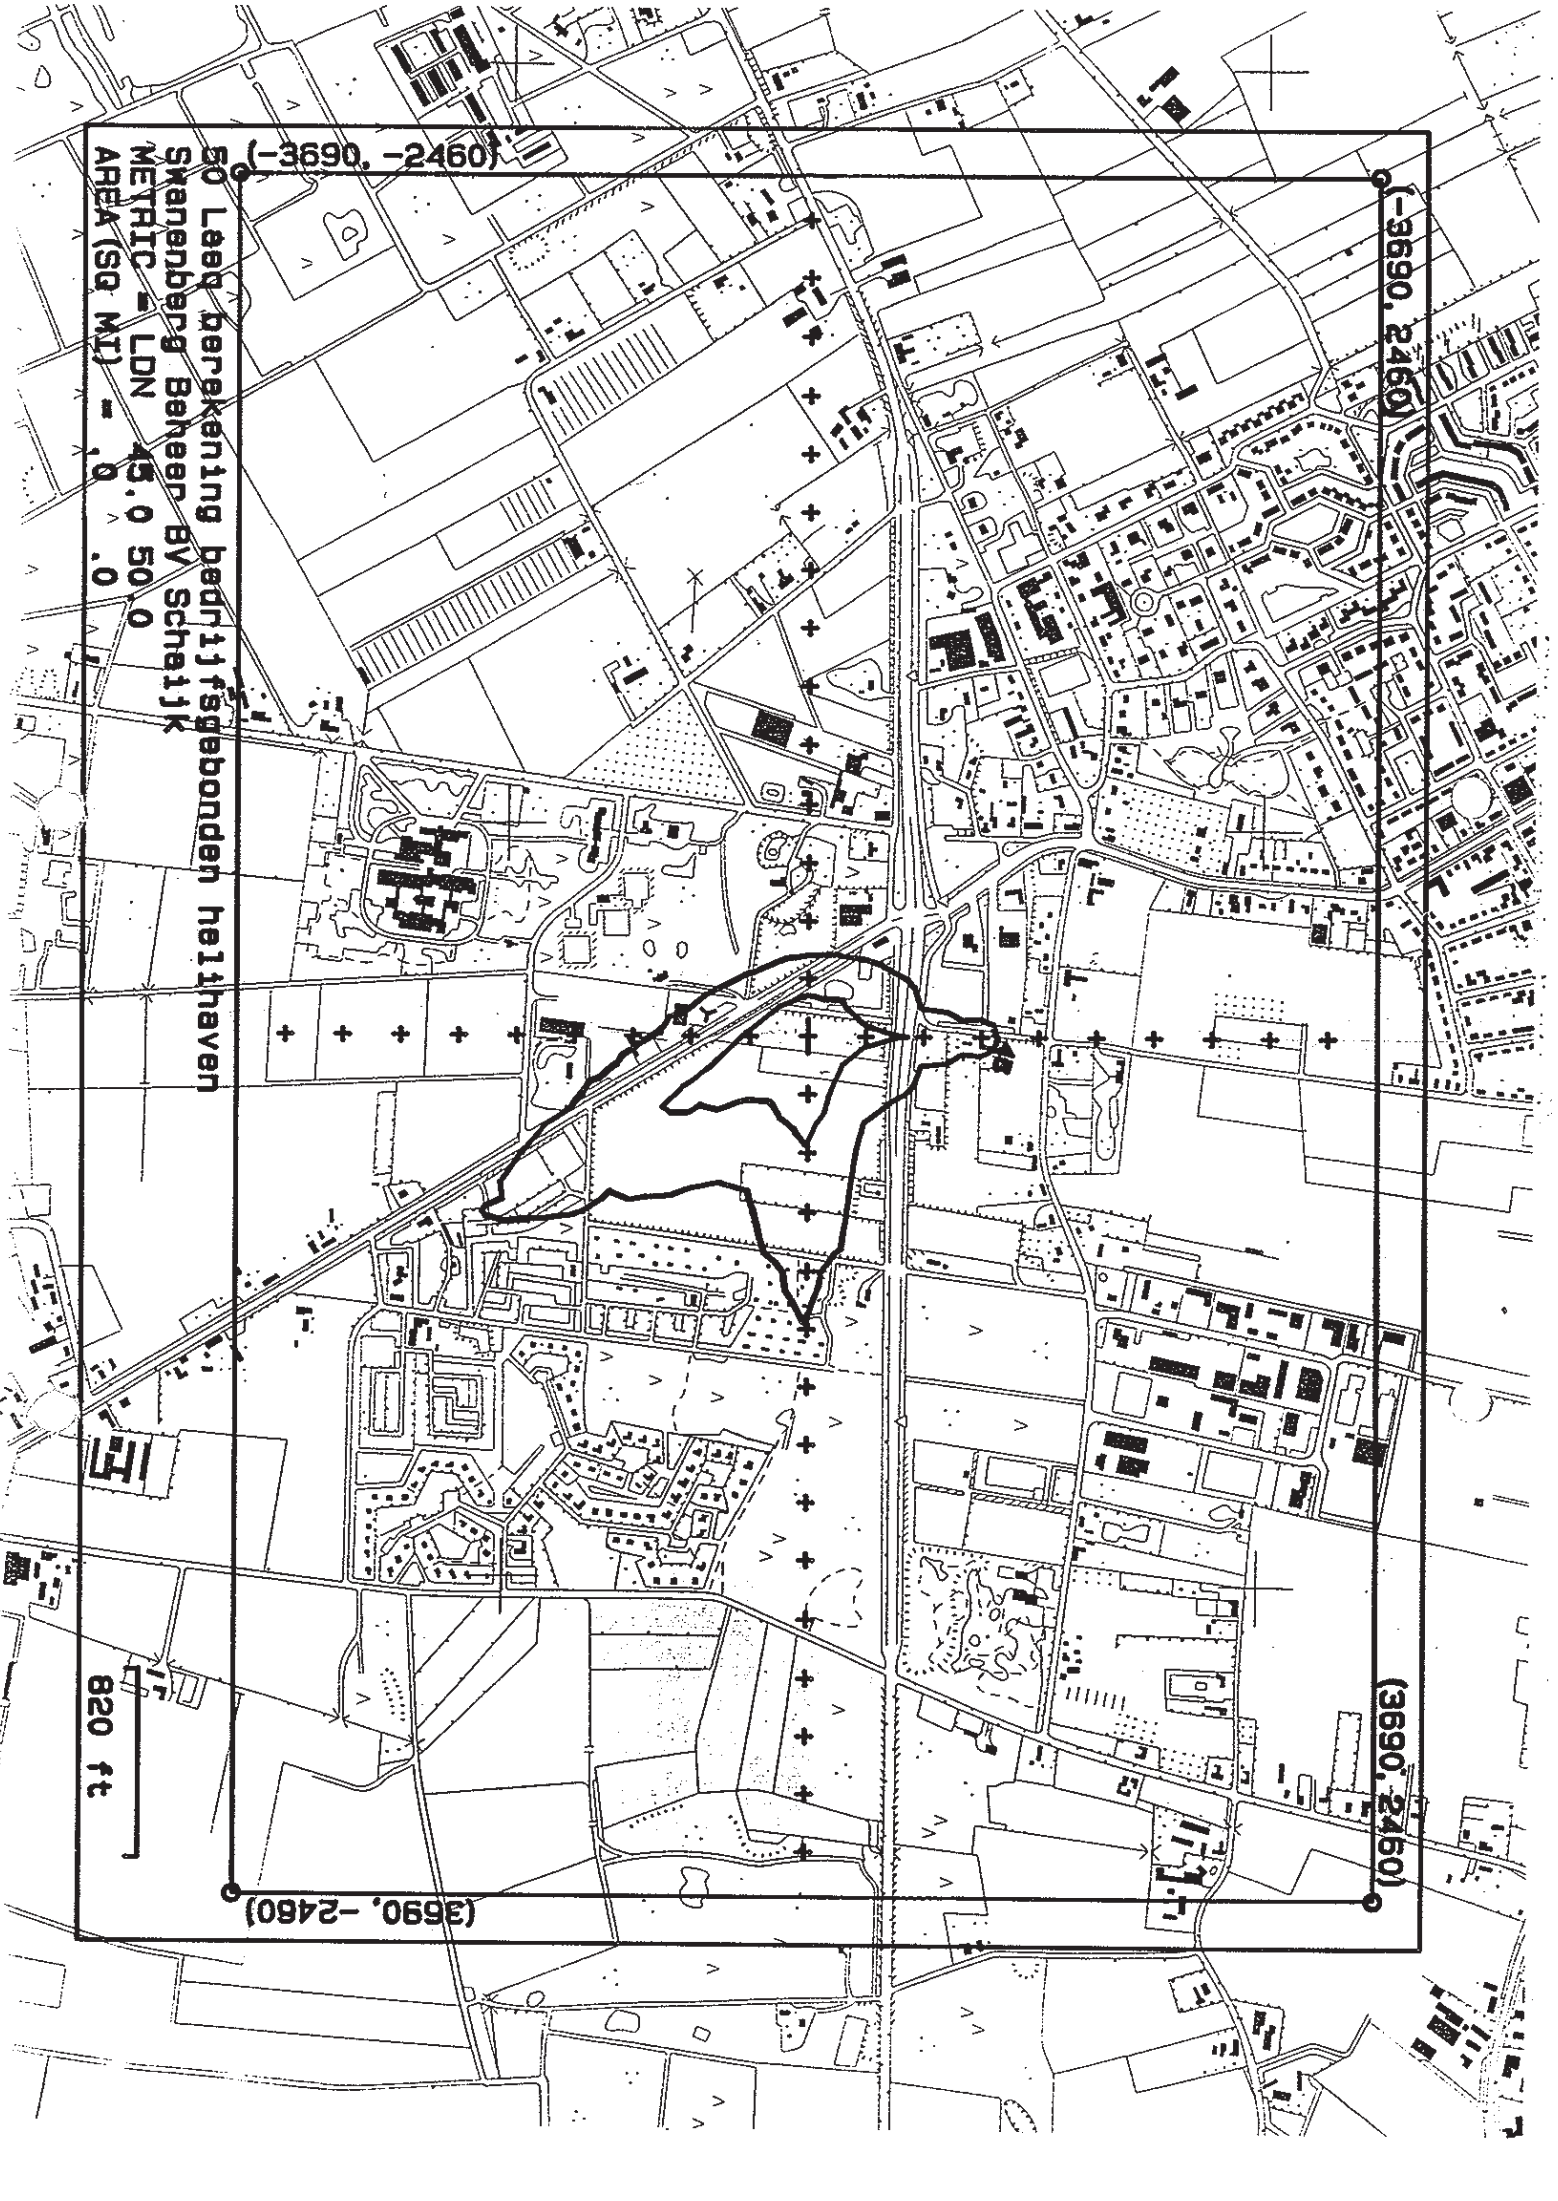 (-3690, 2460)
(3690, 2460)
(-3690, -2460)
(3690, -2460)
50 Laeq berekening bedrijfsgebonden helihaven
Swanenberg Beheer BV Schaijk
METRIC = LDN 45.0 50.0
AREA (SQ MI) = .0 .0
820 ft